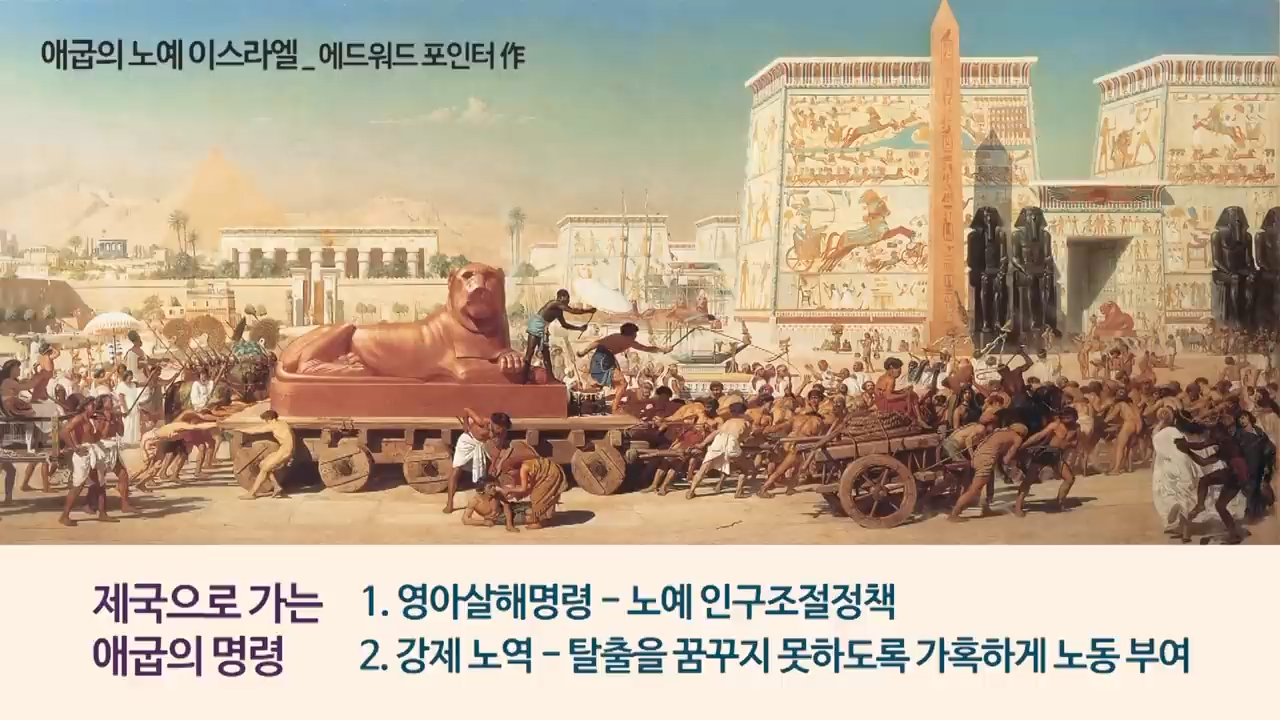 애굽의 노예 이스라엘_에드워드 포인터 作
제국으로 가는
애굽의 명령
1. 영아살해명령 - 노예 인구조절정책
2. 강제 노역 - 탈출을 꿈꾸지 못하도록 가혹하게 노동 부여